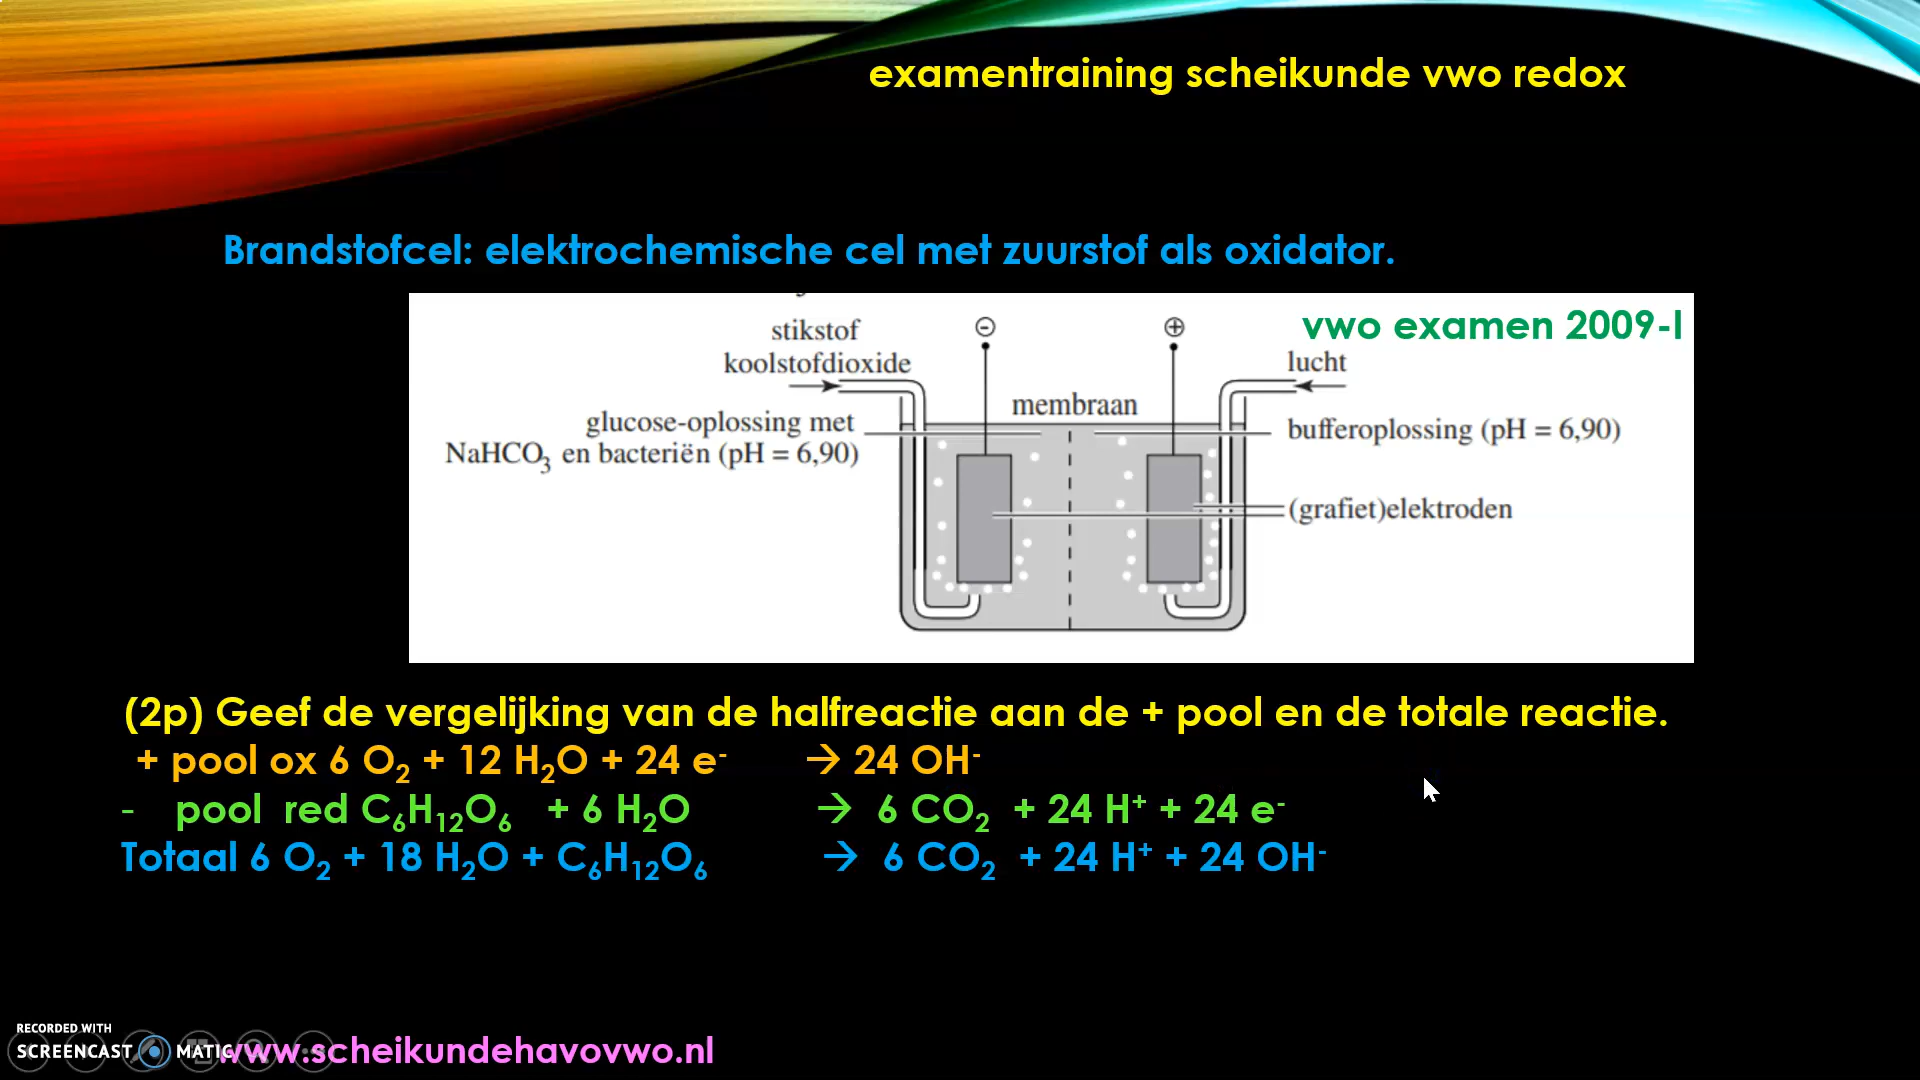 examentraining scheikunde vwo redox
Brandstofcel: elektrochemische cel met zuurstof als oxidator.
vwo examen 2009-I
stikstof
koolstofdioxide
⊖
⊕
lucht
membraan
glucose-oplossing met
NaHCO₃ en bacteriën (pH = 6,90)
bufferoplossing (pH = 6,90)
(grafiet)elektroden
(2p) Geef de vergelijking van de halfreactie aan de + pool en de totale reactie.
+ pool ox 6 O₂ + 12 H₂O + 24 e⁻ → 24 OH⁻
- pool red C₆H₁₂O₆ + 6 H₂O → 6 CO₂ + 24 H⁺ + 24 e⁻
Totaal 6 O₂ + 18 H₂O + C₆H₁₂O₆ → 6 CO₂ + 24 H⁺ + 24 OH⁻
RECORDED WITH
SCREENCAST MATIC
www.scheikundehavovwo.nl